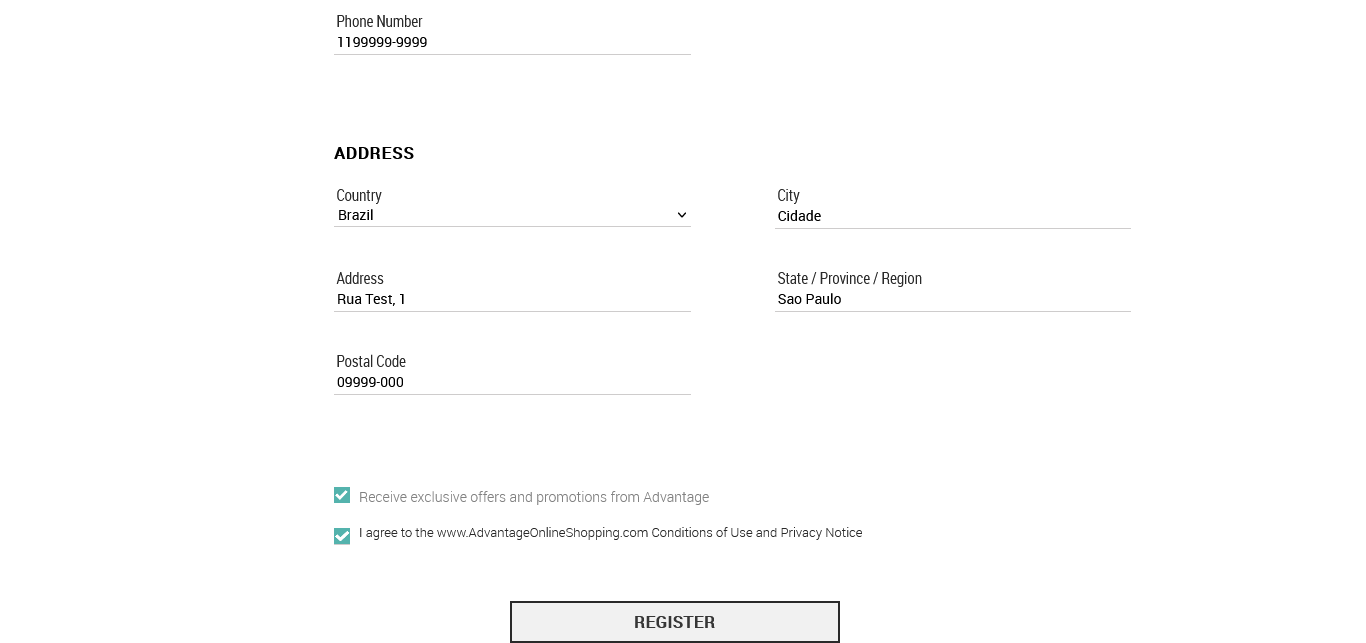 Phone Number
1199999-9999
ADDRESS
Country
Brazil
City
Cidade
Address
Rua Test, 1
State / Province / Region
Sao Paulo
Postal Code
09999-000
Receive exclusive offers and promotions from Advantage
I agree to the www.AdvantageOnlineShopping.com Conditions of Use and Privacy Notice
REGISTER